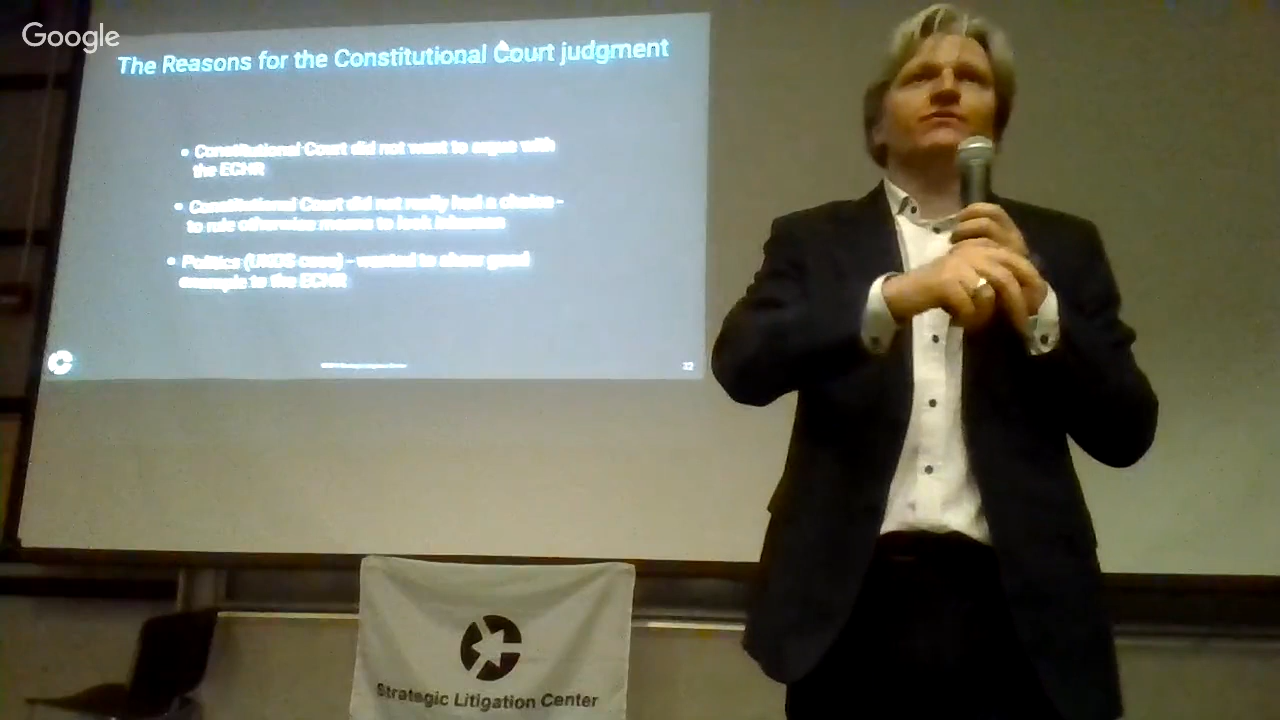 Google
The Reasons for the Constitutional Court judgment
• Constitutional Court did not want to argue with
the ECHR
• Constitutional Court did not really had a choice -
to rule otherwise means to look
• Politics (UKOS case) - wanted to show good
example to the ECHR
22
Strategic Litigation Center